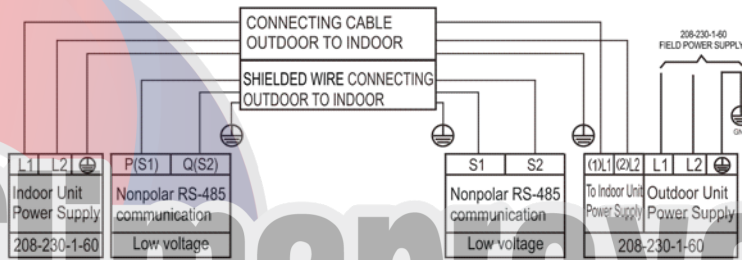 CONNECTING CABLE
OUTDOOR TO INDOOR
SHIELDED WIRE CONNECTING
OUTDOOR TO INDOOR
208-230-1-60
FIELD POWER SUPPLY
L1 L2
Indoor Unit
Power Supply
208-230-1-60
P(S1) Q(S2)
Nonpolar RS-485
communication
Low voltage
S1 S2
Nonpolar RS-485
communication
Low voltage
(1)L1 (2)L2 L1 L2
To Indoor Unit
Power Supply
Outdoor Unit
Power Supply
208-230-1-60